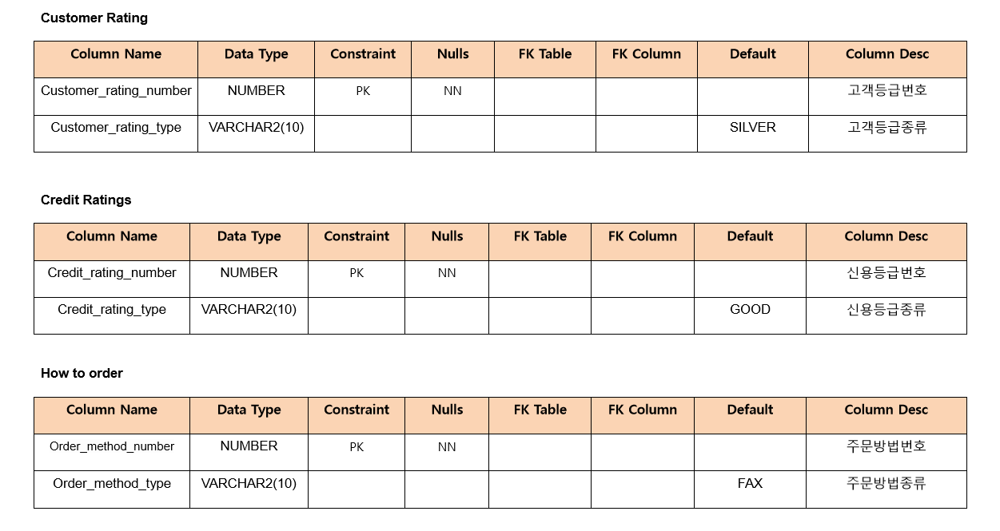 Customer Rating
Column Name Data Type Constraint Nulls FK Table FK Column Default Column Desc
Customer_rating_number NUMBER PK NN 고객등급번호
Customer_rating_type VARCHAR2(10) SILVER 고객등급종류
Credit Ratings
Column Name Data Type Constraint Nulls FK Table FK Column Default Column Desc
Credit_rating_number NUMBER PK NN 신용등급번호
Credit_rating_type VARCHAR2(10) GOOD 신용등급종류
How to order
Column Name Data Type Constraint Nulls FK Table FK Column Default Column Desc
Order_method_number NUMBER PK NN 주문방법번호
Order_method_type VARCHAR2(10) FAX 주문방법종류